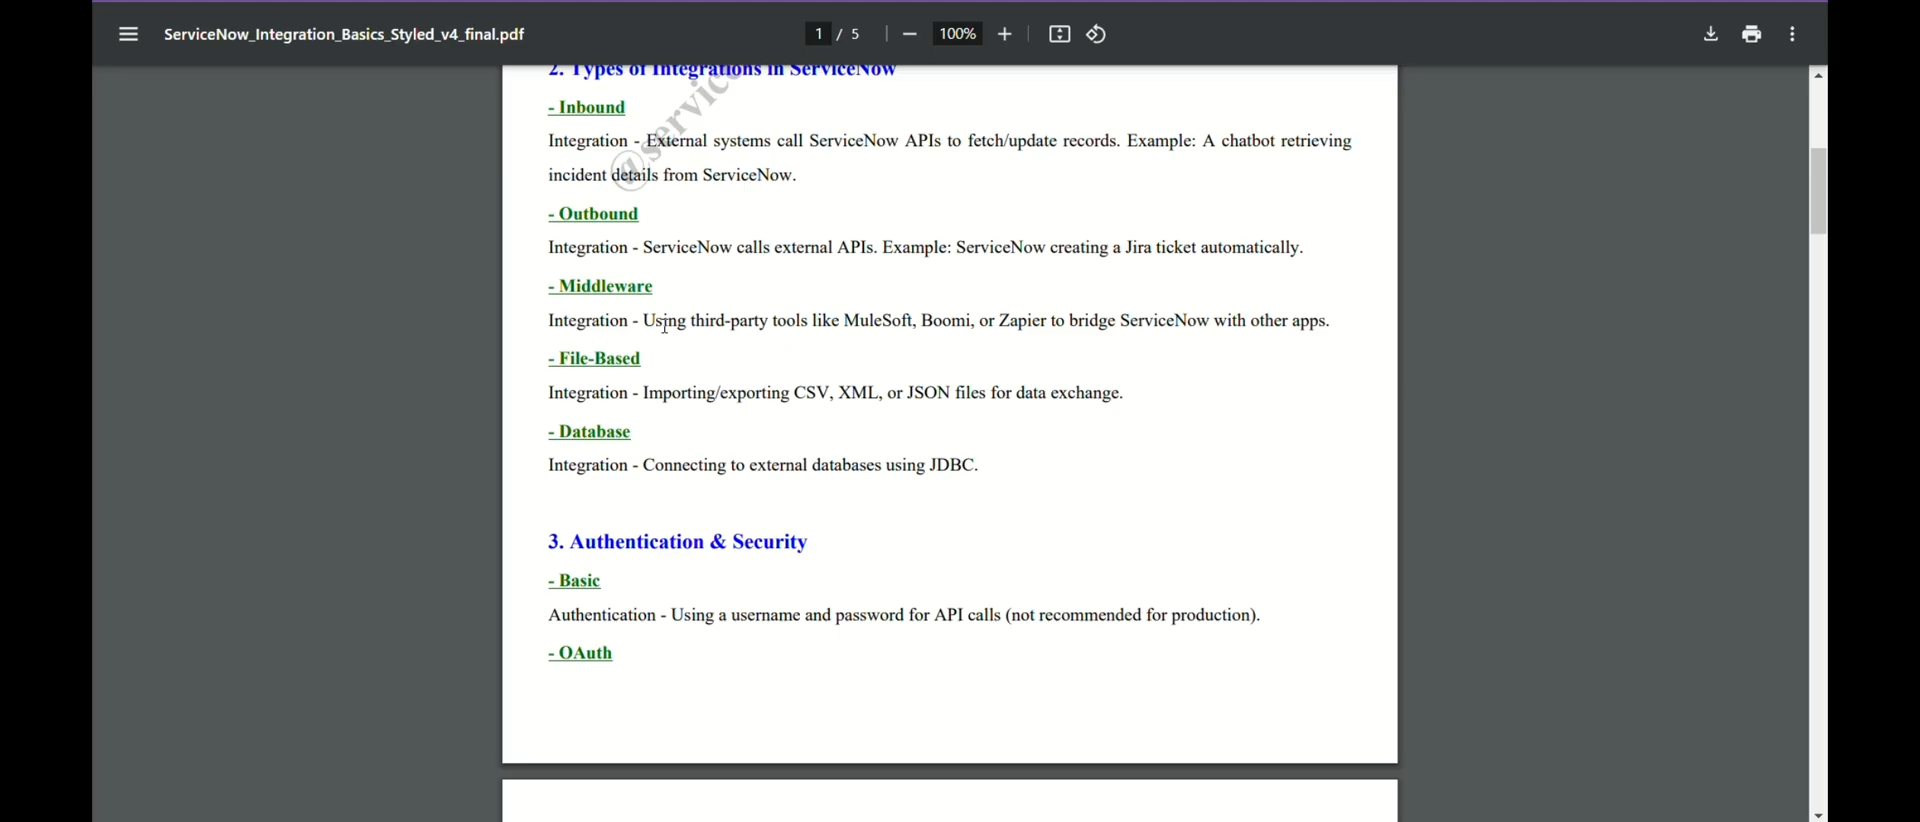 ServiceNow_Integration_Basics_Styled_v4_final.pdf
1 / 5
100%
2. Types of Integrations in ServiceNow
- Inbound
Integration - External systems call ServiceNow APIs to fetch/update records. Example: A chatbot retrieving
incident details from ServiceNow.
@service
- Outbound
Integration - ServiceNow calls external APIs. Example: ServiceNow creating a Jira ticket automatically.
- Middleware
Integration - Using third-party tools like MuleSoft, Boomi, or Zapier to bridge ServiceNow with other apps.
- File-Based
Integration - Importing/exporting CSV, XML, or JSON files for data exchange.
- Database
Integration - Connecting to external databases using JDBC.
3. Authentication & Security
- Basic
Authentication - Using a username and password for API calls (not recommended for production).
- OAuth